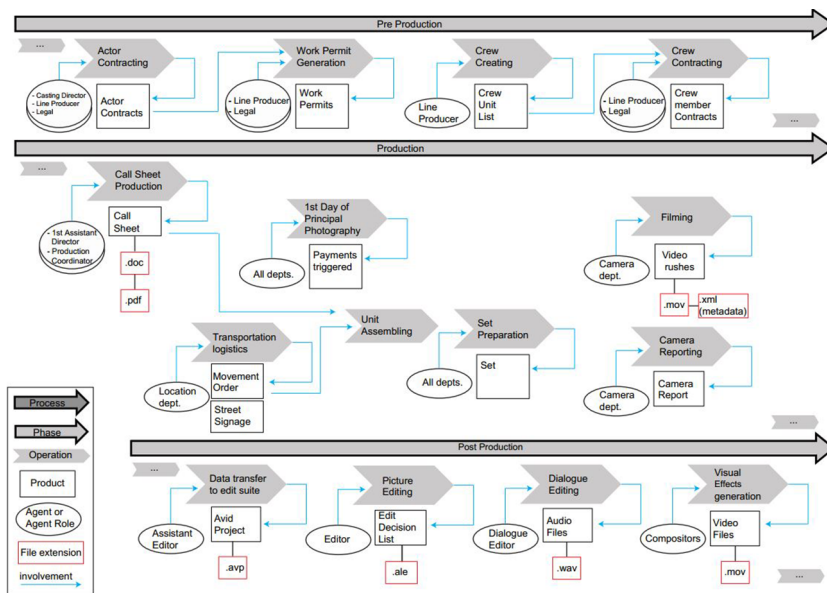 Pre Production
...
Actor
Contracting
- Casting Director
- Line Producer
- Legal
Actor
Contracts
Work Permit
Generation
- Line Producer
- Legal
Work
Permits
Crew
Creating
Line
Producer
Crew
Unit
List
Crew
Contracting
- Line Producer
- Legal
Crew
member
Contracts
...
Production
...
Call Sheet
Production
- 1st Assistant
Director
- Production
Coordinator
Call
Sheet
.doc
.pdf
1st Day of
Principal
Photography
All depts.
Payments
triggered
Filming
Camera
dept.
Video
rushes
.mov
.xml
(metadata)
Transportation
logistics
Location
dept.
Movement
Order
Street
Signage
Unit
Assembling
Set
Preparation
All depts.
Set
Camera
Reporting
Camera
dept.
Camera
Report
...
Process
Phase
Operation
Product
Agent or
Agent Role
File extension
involvement
Post Production
...
Data transfer
to edit suite
Assistant
Editor
Avid
Project
.avp
Picture
Editing
Editor
Edit
Decision
List
.ale
Dialogue
Editing
Dialogue
Editor
Audio
Files
.wav
Visual
Effects
generation
Compositors
Video
Files
.mov
...